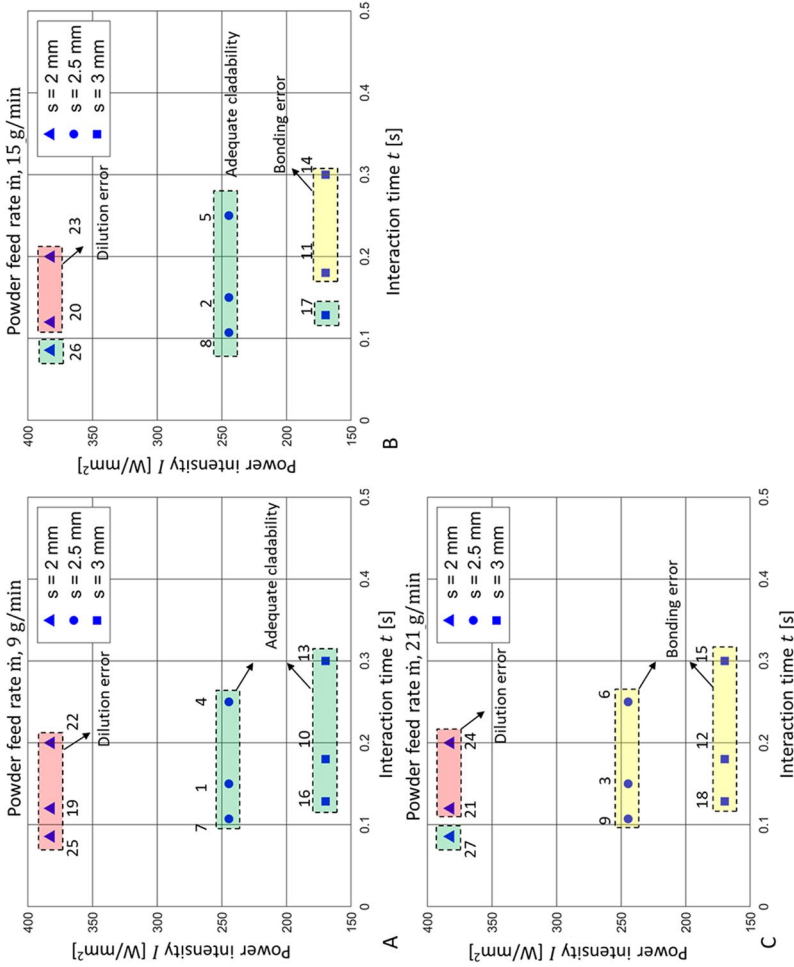 Powder feed rate ṁ, 9 g/min
400
350
300
250
200
150
Power intensity I [W/mm²]
s = 2 mm
s = 2.5 mm
s = 3 mm
25
19
22
Dilution error
7
1
4
Adequate cladability
16
10
13
0
0.1
0.2
0.3
0.4
0.5
Interaction time t [s]
A
Powder feed rate ṁ, 15 g/min
400
350
300
250
200
150
Power intensity I [W/mm²]
s = 2 mm
s = 2.5 mm
s = 3 mm
26
20
23
Dilution error
8
2
5
Adequate cladability
Bonding error
17
11
14
0
0.1
0.2
0.3
0.4
0.5
Interaction time t [s]
B
Powder feed rate ṁ, 21 g/min
400
350
300
250
200
150
Power intensity I [W/mm²]
s = 2 mm
s = 2.5 mm
s = 3 mm
27
21
24
Dilution error
9
3
6
Bonding error
18
12
15
0
0.1
0.2
0.3
0.4
0.5
Interaction time t [s]
C